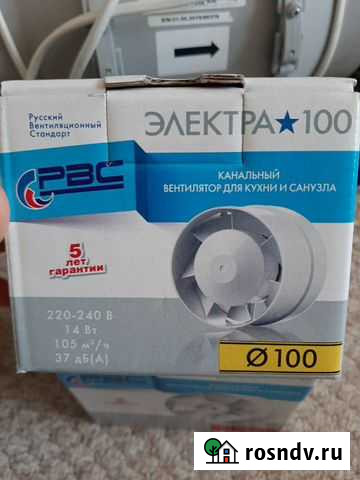 Русский
Вентиляционный
Стандарт
РВС
ЭЛЕКТРА★100
КАНАЛЬНЫЙ
ВЕНТИЛЯТОР ДЛЯ КУХНИ И САНУЗЛА
5
лет
гарантии
220-240 В
14 Вт
105 м³/ч
37 дБ(А)
Ø 100
rosndv.ru